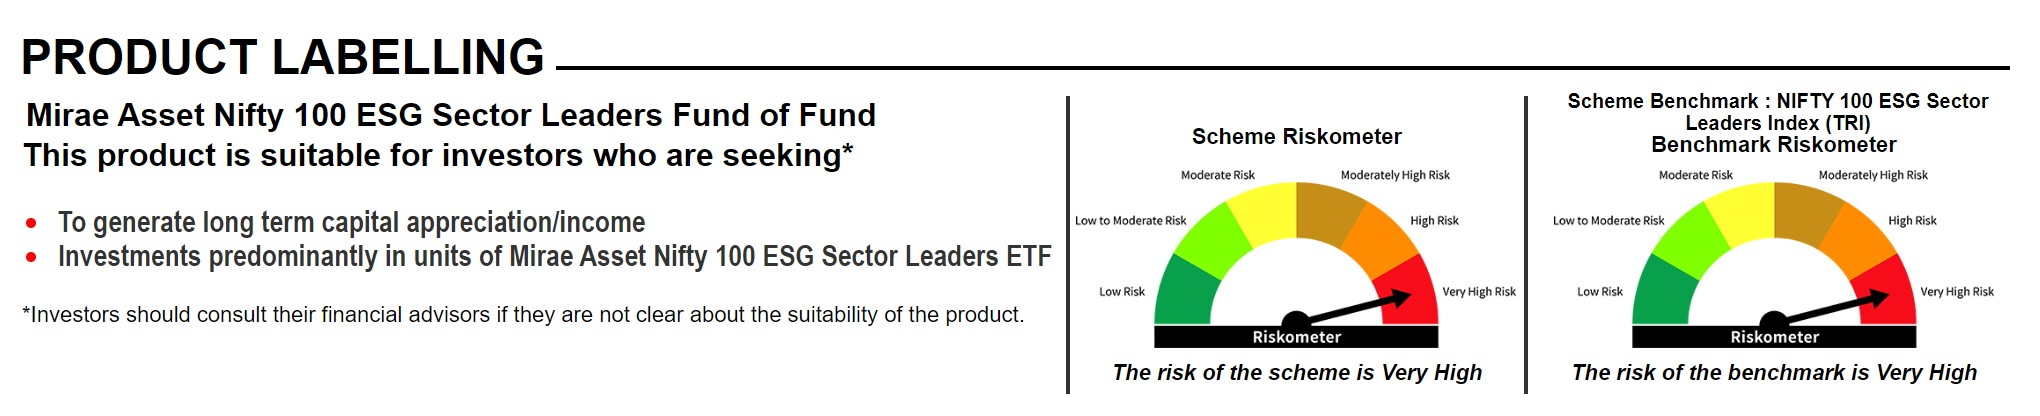 PRODUCT LABELLING
Mirae Asset Nifty 100 ESG Sector Leaders Fund of Fund
This product is suitable for investors who are seeking*
• To generate long term capital appreciation/income
• Investments predominantly in units of Mirae Asset Nifty 100 ESG Sector Leaders ETF
*Investors should consult their financial advisors if they are not clear about the suitability of the product.
Scheme Riskometer
Moderate Risk
Moderately High Risk
Low to Moderate Risk
High Risk
Low Risk
Very High Risk
Riskometer
The risk of the scheme is Very High
Scheme Benchmark : NIFTY 100 ESG Sector
Leaders Index (TRI)
Benchmark Riskometer
Moderate Risk
Moderately High Risk
Low to Moderate Risk
High Risk
Low Risk
Very High Risk
Riskometer
The risk of the benchmark is Very High